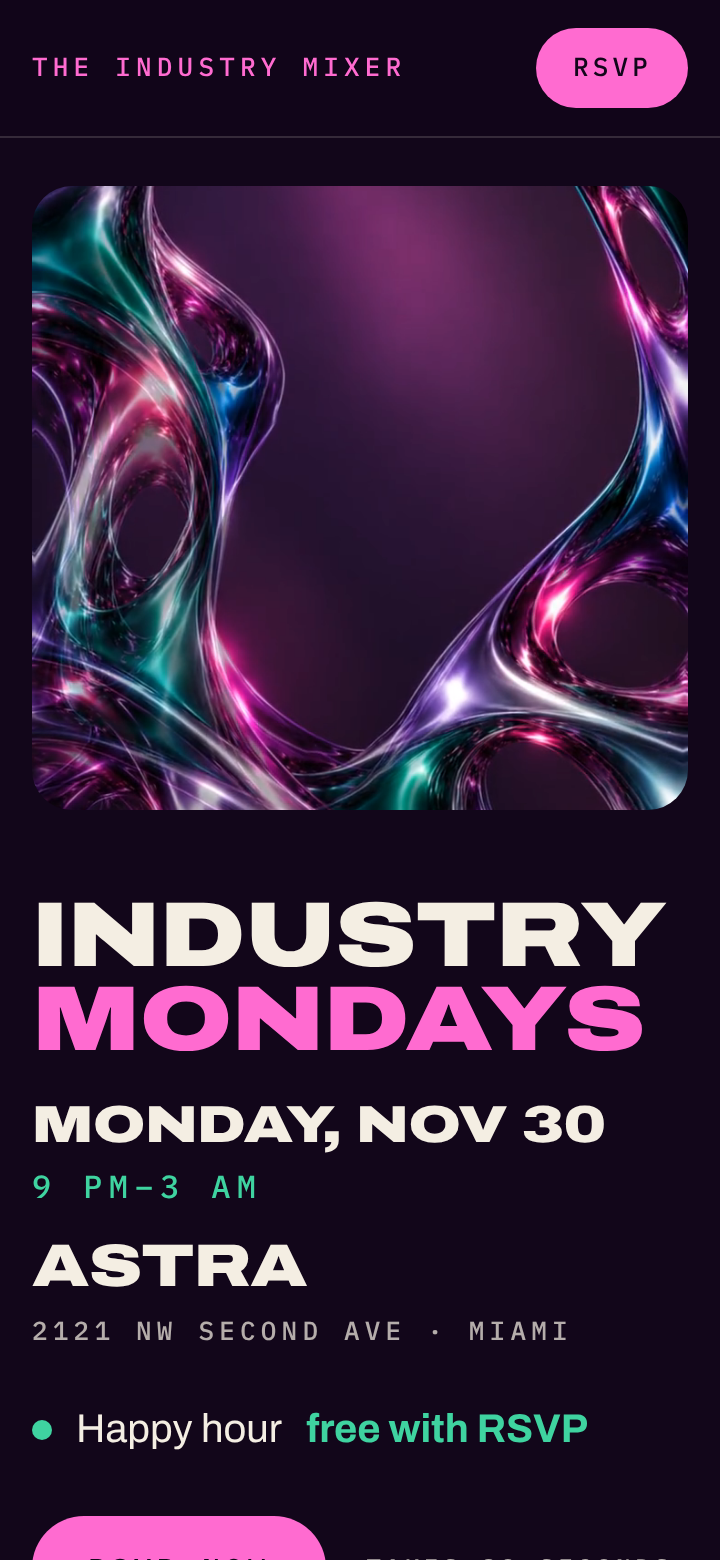 THE INDUSTRY MIXER
RSVP
INDUSTRY
MONDAYS
MONDAY, NOV 30
9 PM–3 AM
ASTRA
2121 NW SECOND AVE · MIAMI
Happy hour free with RSVP